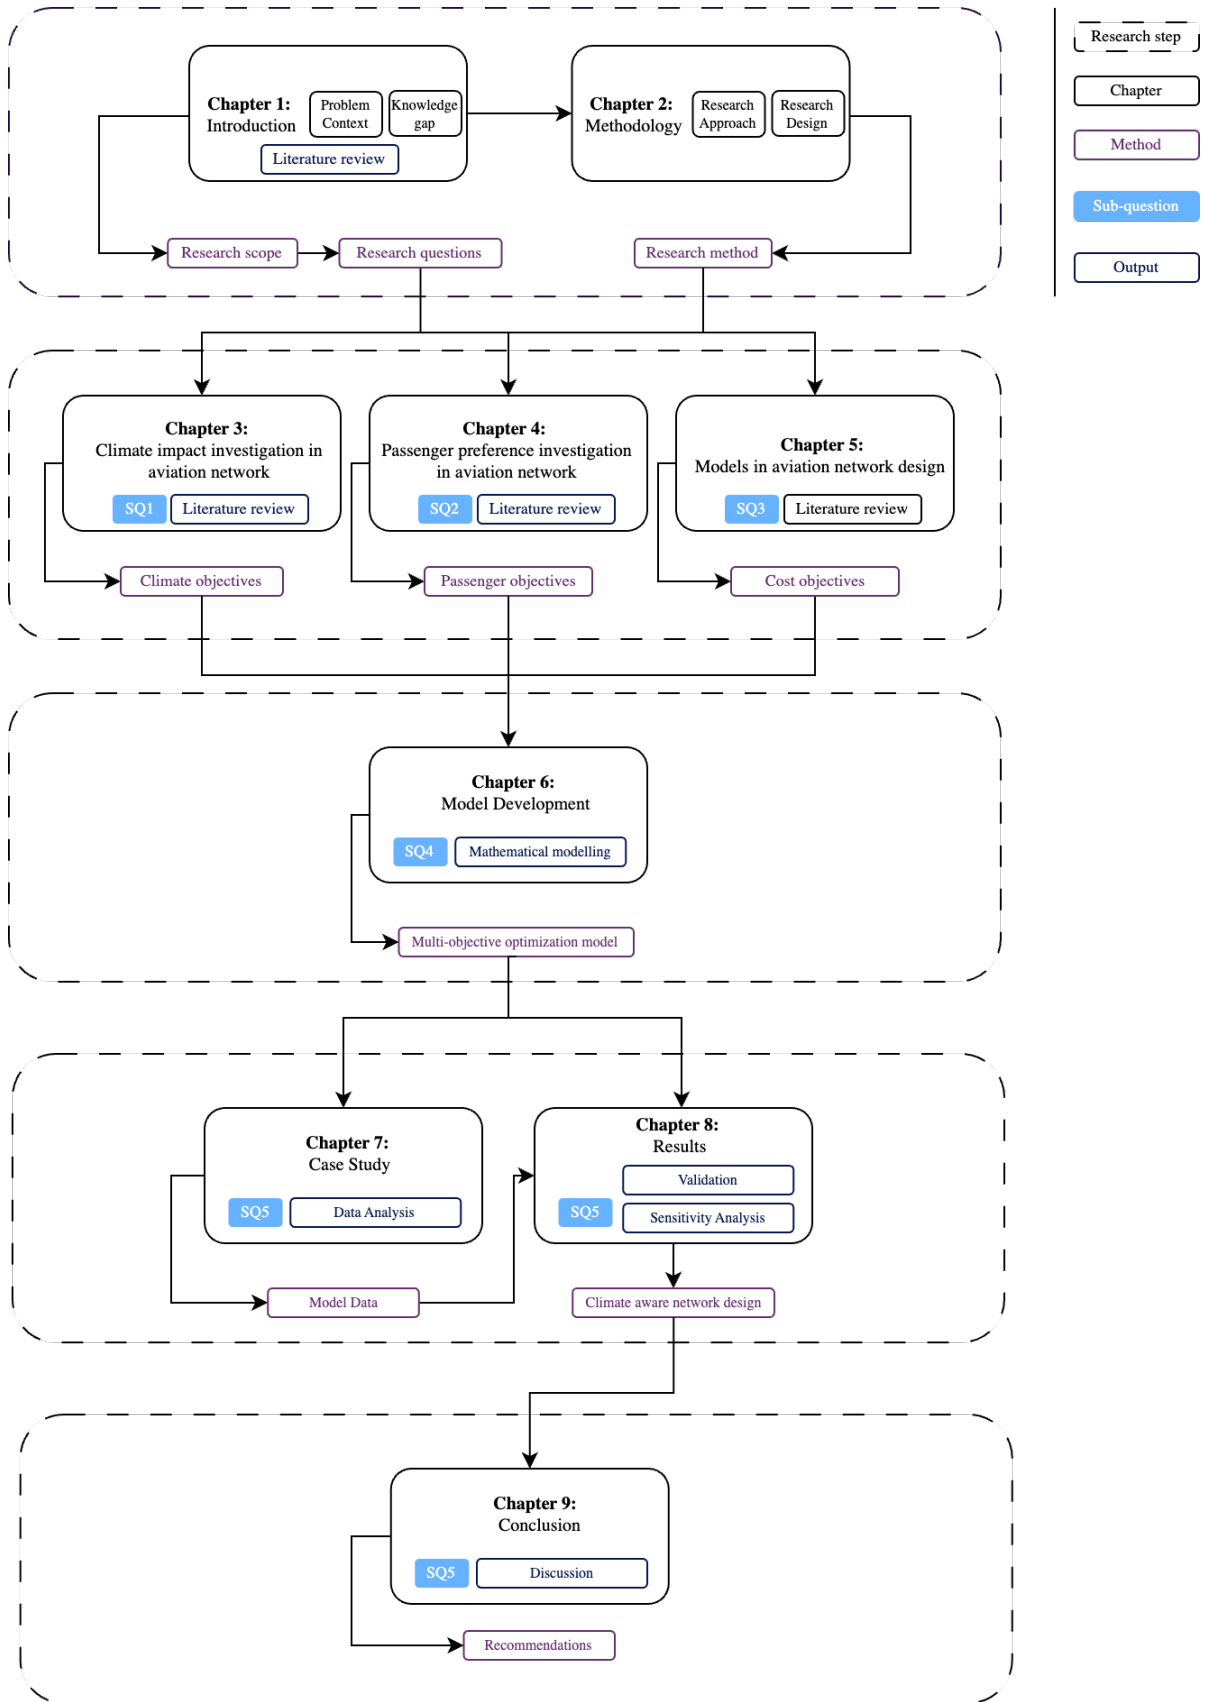 Research step
Chapter
Method
Sub-question
Output
Chapter 1:
Introduction
Problem
Context
Knowledge
gap
Literature review
Chapter 2:
Methodology
Research
Approach
Research
Design
Research scope
Research questions
Research method
Chapter 3:
Climate impact investigation in
aviation network
SQ1
Literature review
Chapter 4:
Passenger preference investigation
in aviation network
SQ2
Literature review
Chapter 5:
Models in aviation network design
SQ3
Literature review
Climate objectives
Passenger objectives
Cost objectives
Chapter 6:
Model Development
SQ4
Mathematical modelling
Multi-objective optimization model
Chapter 7:
Case Study
SQ5
Data Analysis
Chapter 8:
Results
Validation
SQ5
Sensitivity Analysis
Model Data
Climate aware network design
Chapter 9:
Conclusion
SQ5
Discussion
Recommendations